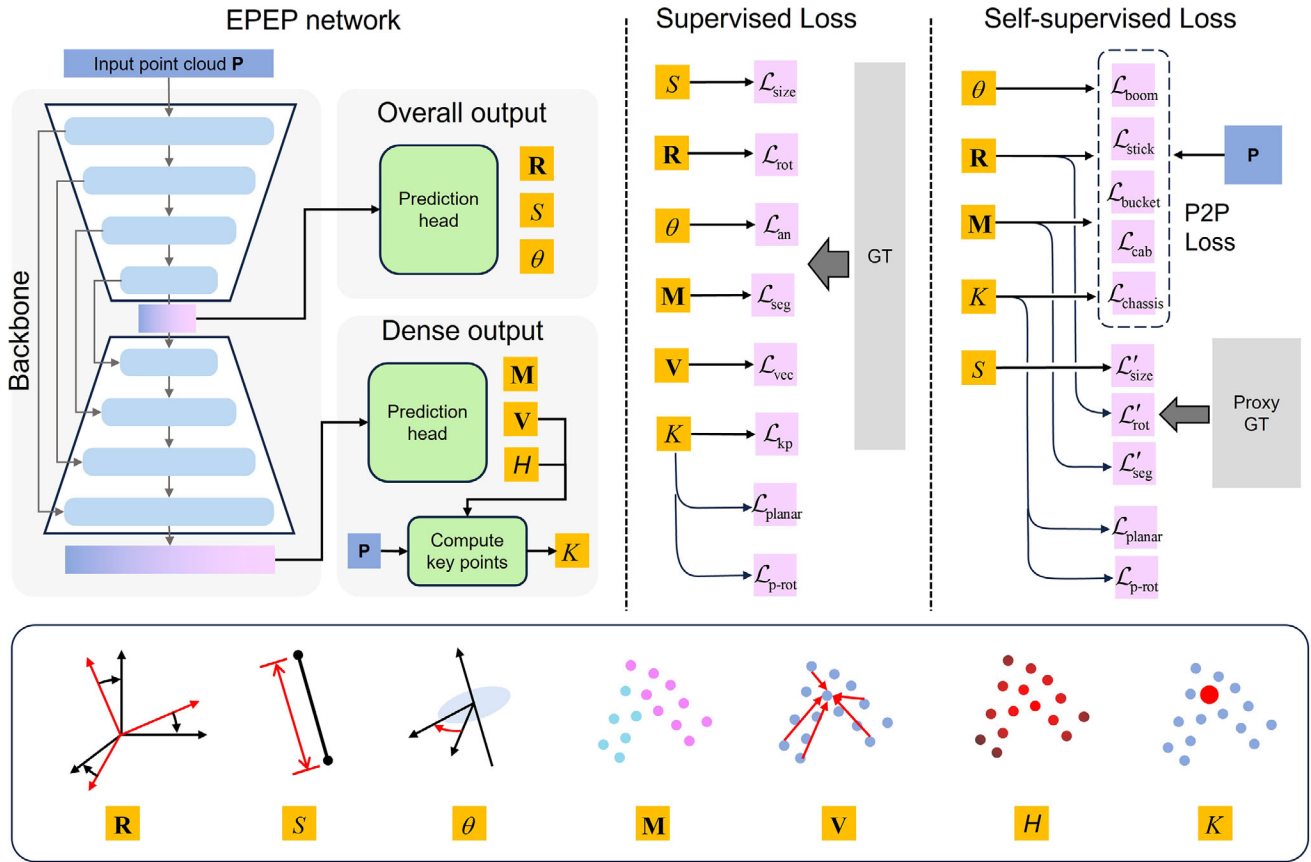 EPEP network
Supervised Loss
Self-supervised Loss
Input point cloud P
Backbone
Overall output
Prediction
head
R
S
θ
Dense output
Prediction
head
M
V
H
P
Compute
key points
K
S
ℒsize
R
ℒrot
θ
ℒan
M
ℒseg
V
ℒvec
K
ℒkp
ℒplanar
ℒp-rot
GT
θ
ℒboom
R
ℒstick
ℒbucket
M
ℒcab
K
ℒchassis
P
P2P
Loss
S
ℒ′size
ℒ′rot
ℒ′seg
ℒplanar
ℒp-rot
Proxy
GT
R
S
θ
M
V
H
K